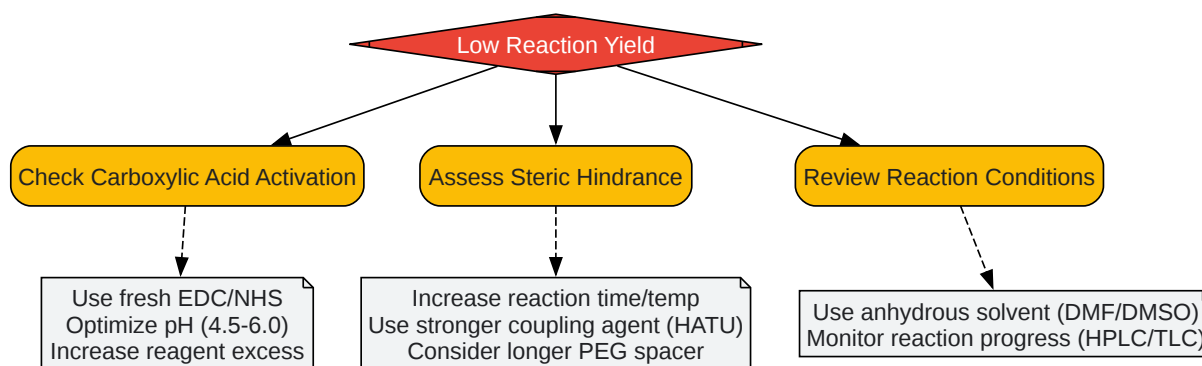 Low Reaction Yield
Check Carboxylic Acid Activation
Assess Steric Hindrance
Review Reaction Conditions
Use fresh EDC/NHS
Optimize pH (4.5-6.0)
Increase reagent excess
Increase reaction time/temp
Use stronger coupling agent (HATU)
Consider longer PEG spacer
Use anhydrous solvent (DMF/DMSO)
Monitor reaction progress (HPLC/TLC)